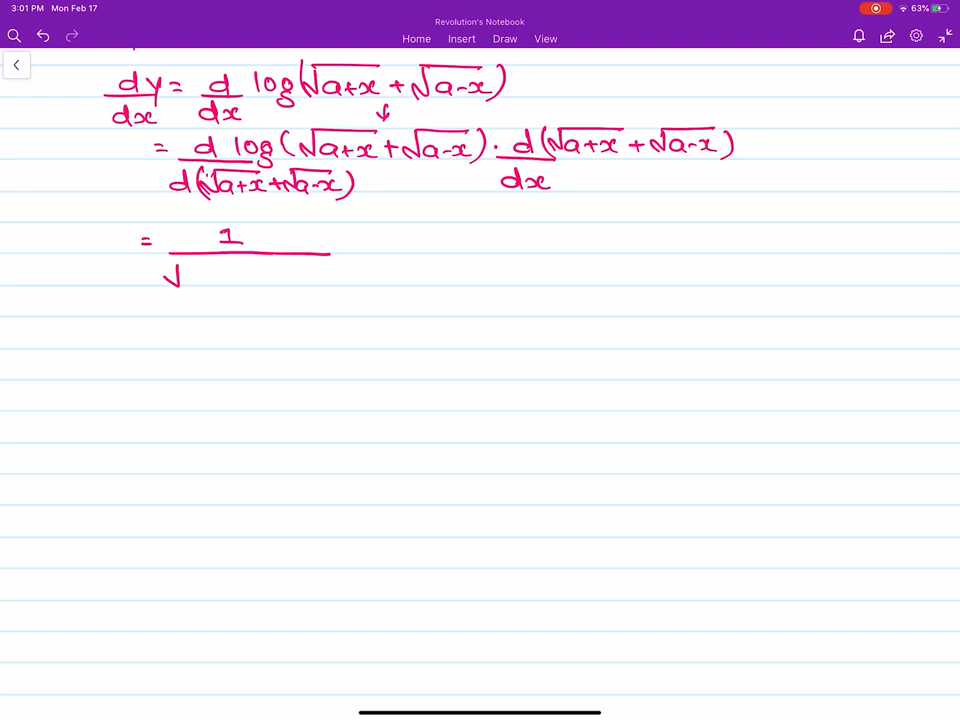 3:01 PM Mon Feb 17 63%
Revolution's Notebook
Home Insert Draw View
dy/dx = d/dx log(√a+x + √a-x)
= d log(√a+x + √a-x) / d(√a+x + √a-x) · d(√a+x + √a-x) / dx
= 1 / √